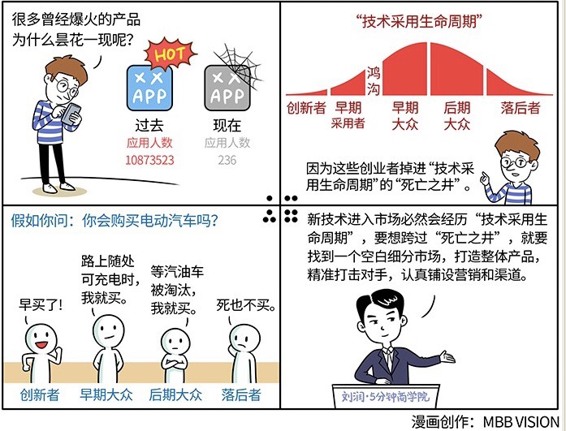 很多曾经爆火的产品
为什么昙花一现呢？
HOT
XX
APP
XX
APP
过去
现在
应用人数
应用人数
10873523
236
“技术采用生命周期”
鸿
沟
创新者
早期
采用者
早期
大众
后期
大众
落后者
因为这些创业者掉进“技术采
用生命周期”的“死亡之井”。
假如你问：你会购买电动汽车吗？
早买了！
路上随处
可充电时，
我就买。
等汽油车
被淘汰，
我就买。
死也不买。
创新者
早期大众
后期大众
落后者
新技术进入市场必然会经历“技术采用生
命周期”，要想跨过“死亡之井”，就要
找到一个空白细分市场，打造整体产品，
精准打击对手，认真铺设营销和渠道。
刘润·5分钟商学院
漫画创作：MBB VISION